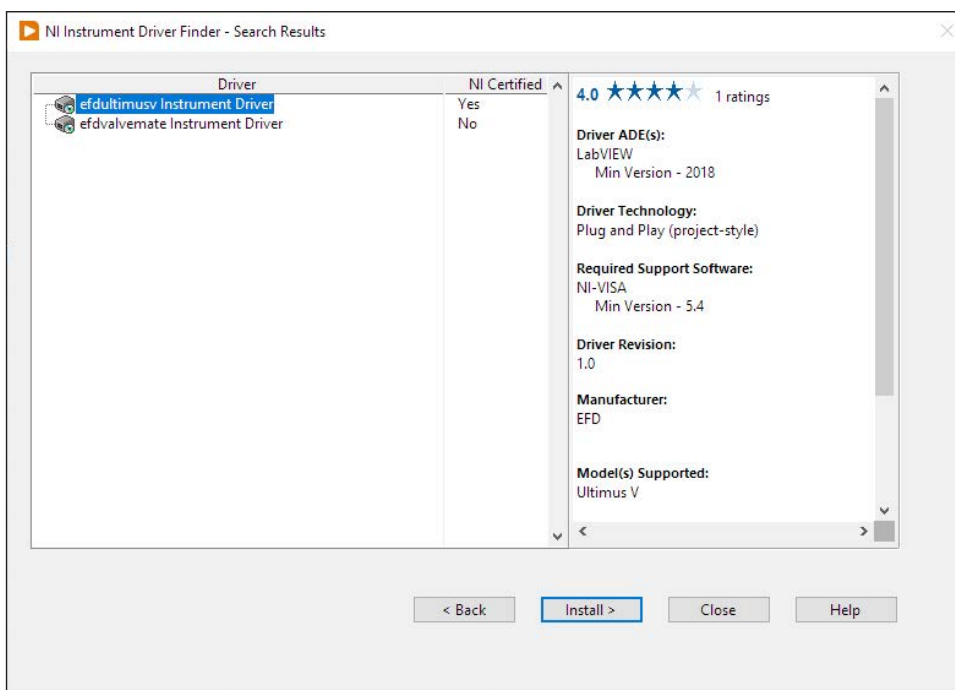 NI Instrument Driver Finder - Search Results
Driver NI Certified
efdultimusv Instrument Driver Yes
efdvalvemate Instrument Driver No
4.0 1 ratings
Driver ADE(s):
LabVIEW
Min Version - 2018
Driver Technology:
Plug and Play (project-style)
Required Support Software:
NI-VISA
Min Version - 5.4
Driver Revision:
1.0
Manufacturer:
EFD
Model(s) Supported:
Ultimus V
< Back Install > Close Help